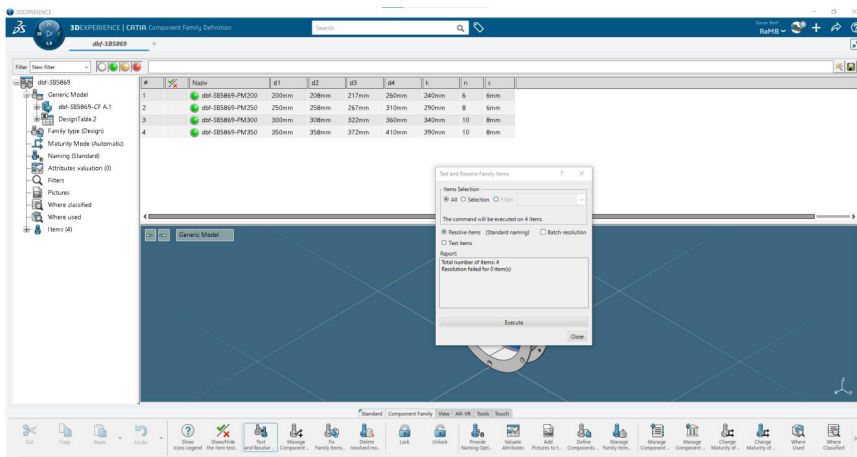 3DEXPERIENCE
3DEXPERIENCE | CATIA Component Family Definition
Search
RaMB
V.R
dbf-SB5869
Filter New filter
dbf-SB5869
Generic Model
dbf-SB5869-CF A.1
DesignTable.2
Family type (Design)
Maturity Mode (Automatic)
Naming (Standard)
Attributes valuation (0)
Filters
Pictures
Where classified
Where used
Items (4)
# Naziv d1 d2 d3 d4 k n s
1 dbf-SB5869-PM200 200mm 208mm 217mm 260mm 240mm 6 6mm
2 dbf-SB5869-PM250 250mm 258mm 267mm 310mm 290mm 8 6mm
3 dbf-SB5869-PM300 300mm 308mm 322mm 360mm 340mm 10 8mm
4 dbf-SB5869-PM350 350mm 358mm 372mm 410mm 390mm 10 8mm
Generic Model
Test and Resolve Family Items ?
Items Selection
All Selection Filter
The command will be executed on 4 items
Resolve items (Standard naming) Batch resolution
Test items
Report:
Total number of items: 4
Resolution failed for 0 item(s)
Execute
Close
Standard Component Family View AR-VR Tools Touch
Cut
Copy
Paste
Undo
Show Icons Legend
Show/Hide the item test...
Test and Resolve ...
Manage Component ...
Fix Family Items...
Delete resolved mo...
Lock
Unlock
Provide Naming Opt...
Valuate Attributes
Add Pictures to t...
Define Components ...
Manage Family Item...
Manage Component ...
Manage Component ...
Change Maturity of...
Change Maturity of...
Where Used
Where Classified